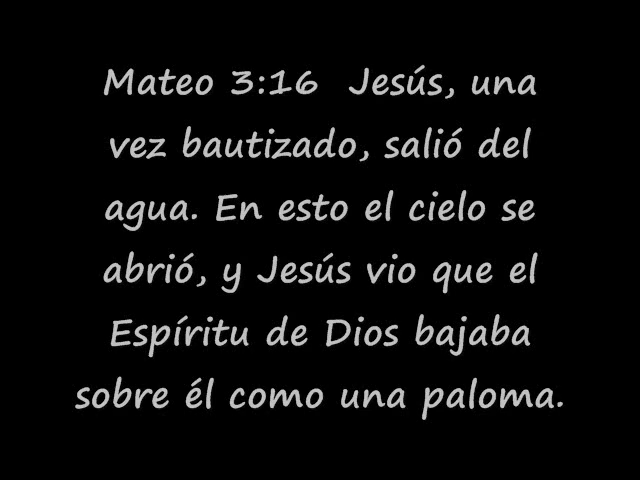 Mateo 3:16  Jesús, una
vez bautizado, salió del
agua. En esto el cielo se
abrió, y Jesús vio que el
Espíritu de Dios bajaba
sobre él como una paloma.